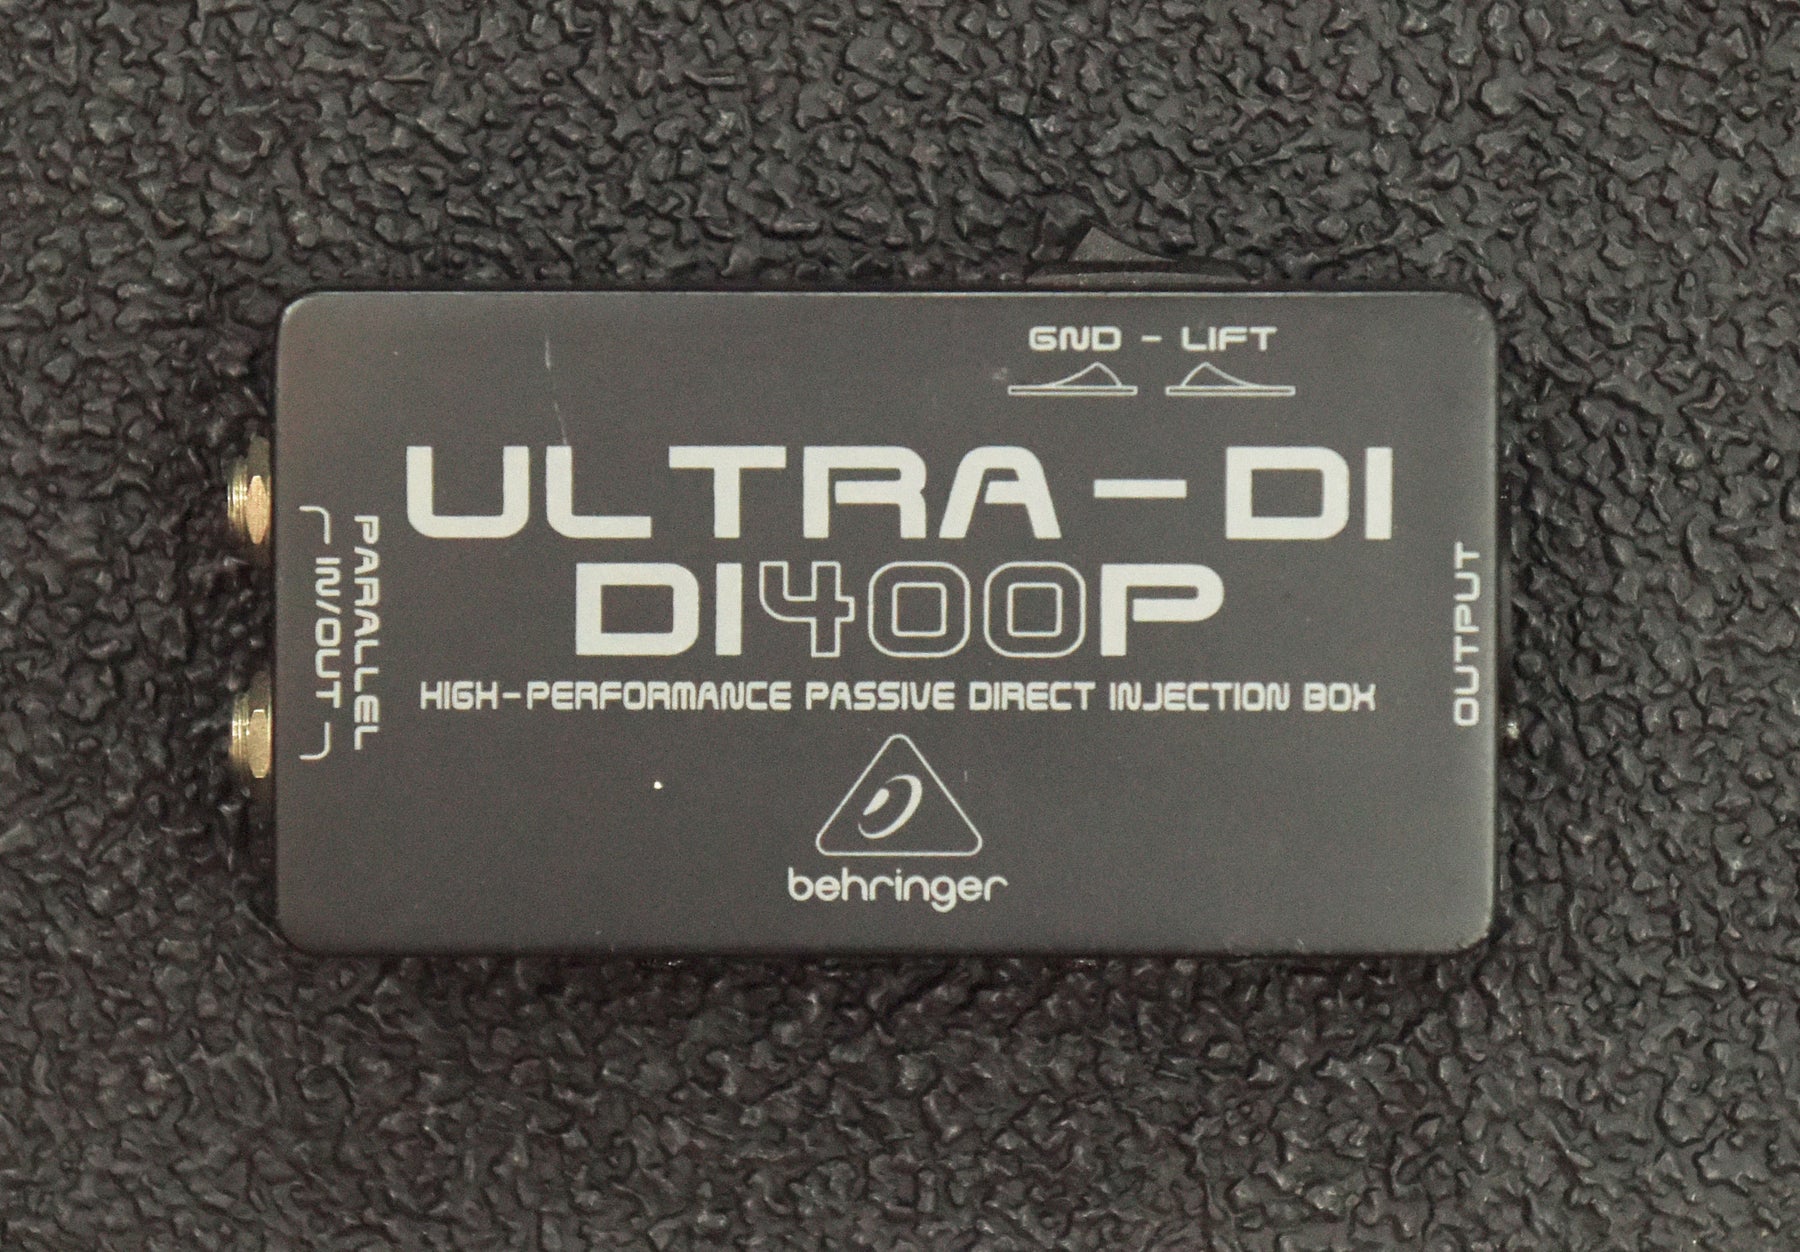 GND - LIFT
ULTRA-DI
DI400P
HIGH-PERFORMANCE PASSIVE DIRECT INJECTION BOX
PARALLEL
IN/OUT
OUTPUT
behringer